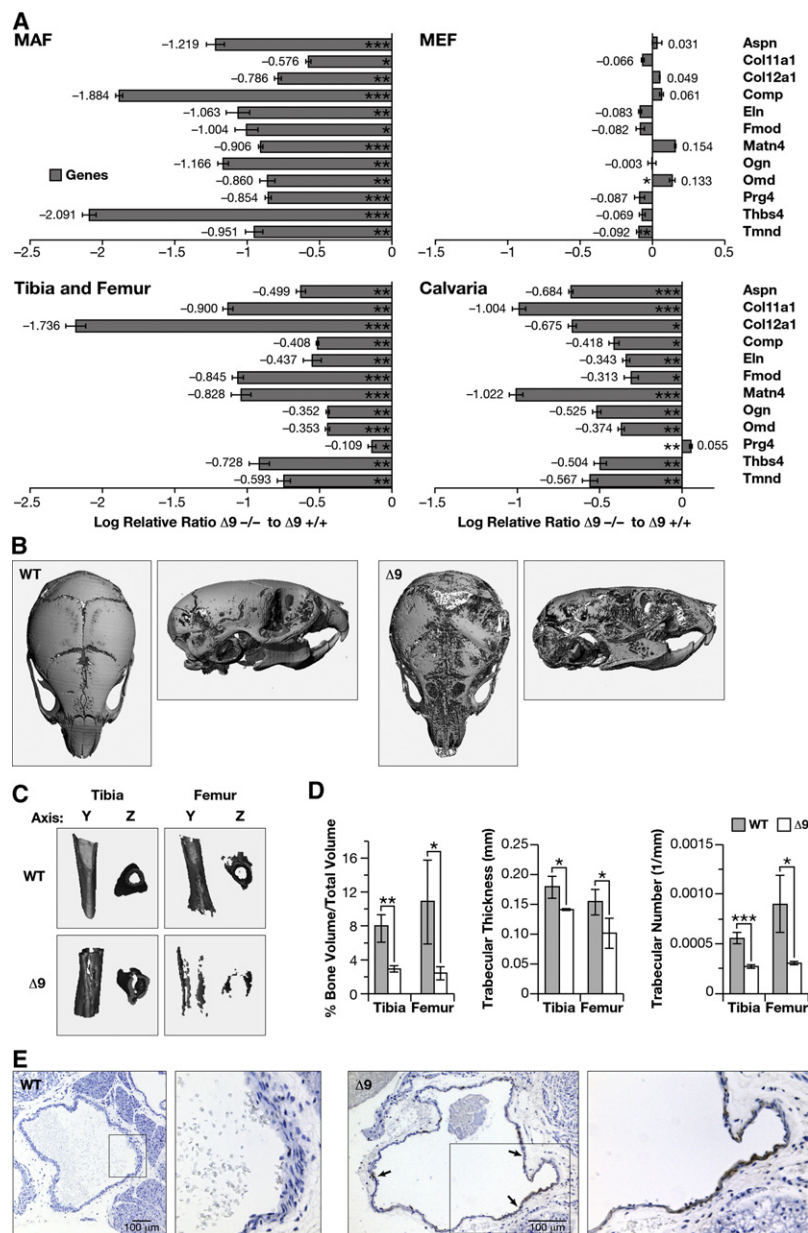 A
MAF
MEF
−1.219 *** 0.031 Aspn
−0.576 * −0.066 Col11a1
−0.786 ** 0.049 Col12a1
−1.884 *** 0.061 Comp
−1.063 ** −0.083 Eln
−1.004 * −0.082 Fmod
−0.906 *** 0.154 Matn4
−1.166 ** −0.003 Ogn
Genes
−0.860 ** * 0.133 Omd
−0.854 ** −0.087 Prg4
−2.091 *** −0.069 Thbs4
−0.951 ** −0.092 * Tmnd
−2.5 −2 −1.5 −1 −0.5 0 −1.5 −1 −0.5 0 0.5
Tibia and Femur
Calvaria
−0.499 ** −0.684 *** Aspn
−0.900 *** −1.004 *** Col11a1
−1.736 *** −0.675 * Col12a1
−0.408 ** −0.418 * Comp
−0.437 ** −0.343 ** Eln
−0.845 *** −0.313 * Fmod
−0.828 *** −1.022 *** Matn4
−0.352 ** −0.525 ** Ogn
−0.353 *** −0.374 ** Omd
−0.109 * ** 0.055 Prg4
−0.728 ** −0.504 ** Thbs4
−0.593 ** −0.567 ** Tmnd
−2.5 −2 −1.5 −1 −0.5 0 −1.5 −1 −0.5 0
Log Relative Ratio Δ9 −/− to Δ9 +/+
B
WT
Δ9
C
Tibia Femur
Axis: Y Z Y Z
WT
Δ9
D
WT Δ9
% Bone Volume/Total Volume
16
12
8
4
0
** *
Tibia Femur
Trabecular Thickness (mm)
0.25
0.20
0.15
0.10
0.05
0.00
* *
Tibia Femur
Trabecular Number (1/mm)
0.0015
0.001
0.0005
0
*** *
Tibia Femur
E
WT
100 μm
Δ9
100 μm